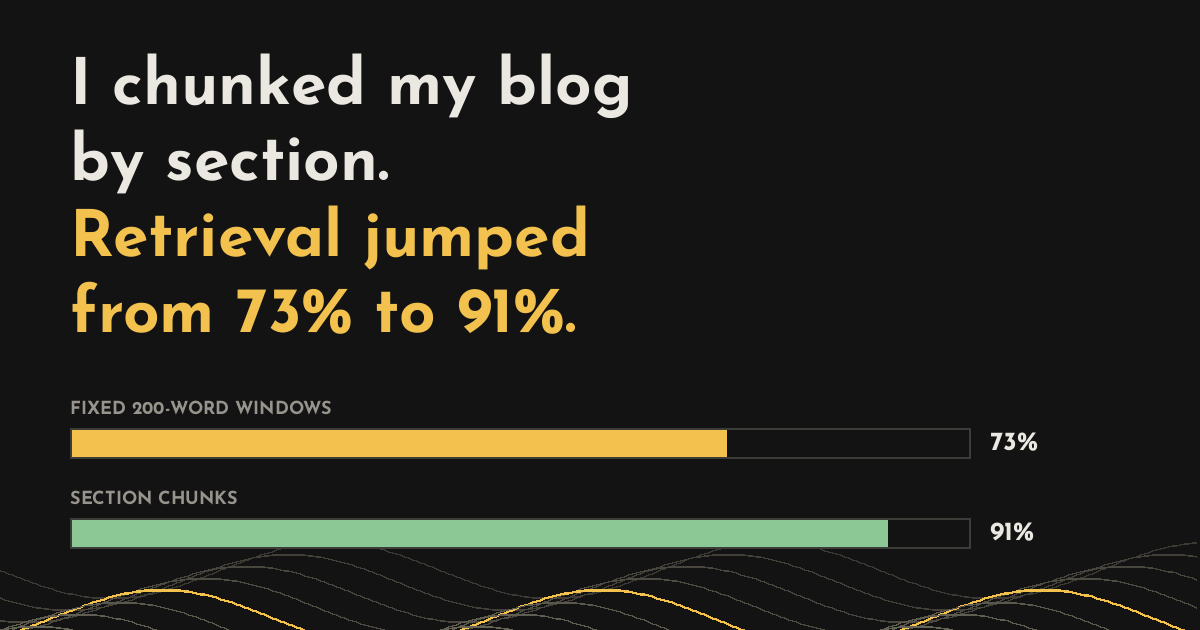 I chunked my blog
by section.
Retrieval jumped
from 73% to 91%.
FIXED 200-WORD WINDOWS
73%
SECTION CHUNKS
91%